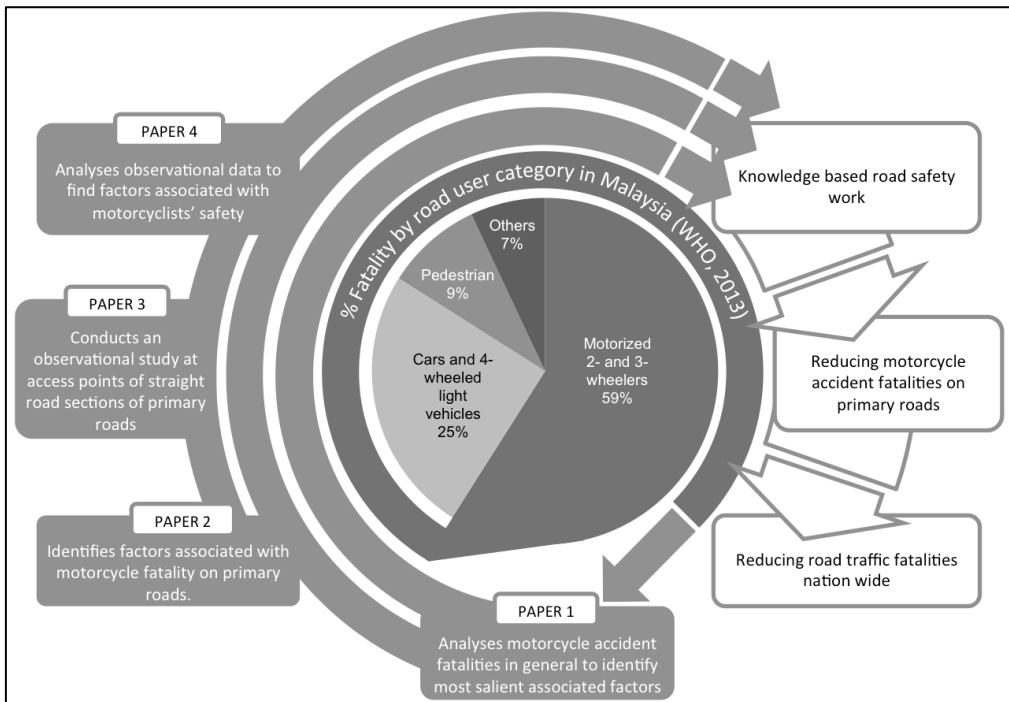 PAPER 4
Analyses observational data to
find factors associated with
motorcyclists' safety
PAPER 3
Conducts an
observational study at
access points of straight
road sections of primary
roads
PAPER 2
Identifies factors associated with
motorcycle fatality on primary
roads.
PAPER 1
Analyses motorcycle accident
fatalities in general to identify
most salient associated factors
% Fatality by road user category in Malaysia (WHO, 2013)
Others
7%
Pedestrian
9%
Cars and 4-
wheeled
light
vehicles
25%
Motorized
2- and 3-
wheelers
59%
Knowledge based road safety
work
Reducing motorcycle
accident fatalities on
primary roads
Reducing road traffic fatalities
nation wide